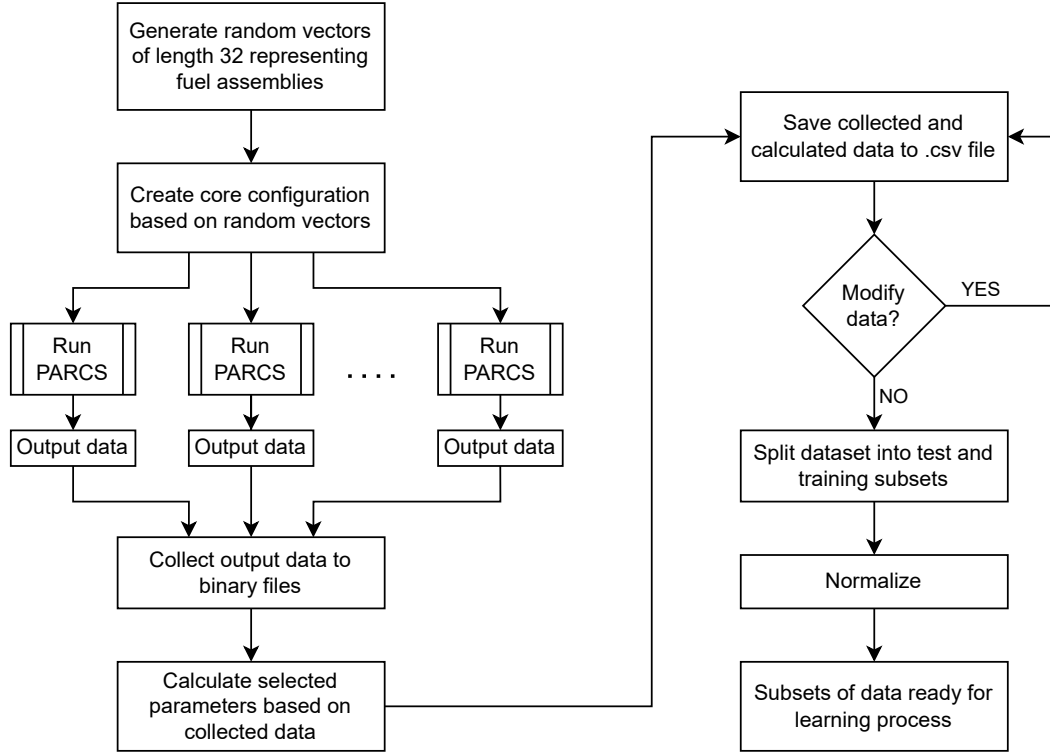 Generate random vectors
of length 32 representing
fuel assemblies
Create core configuration
based on random vectors
Run
PARCS
Run
PARCS
. . . .
Run
PARCS
Output data
Output data
Output data
Collect output data to
binary files
Calculate selected
parameters based on
collected data
Save collected and
calculated data to .csv file
Modify
data?
YES
NO
Split dataset into test and
training subsets
Normalize
Subsets of data ready for
learning process